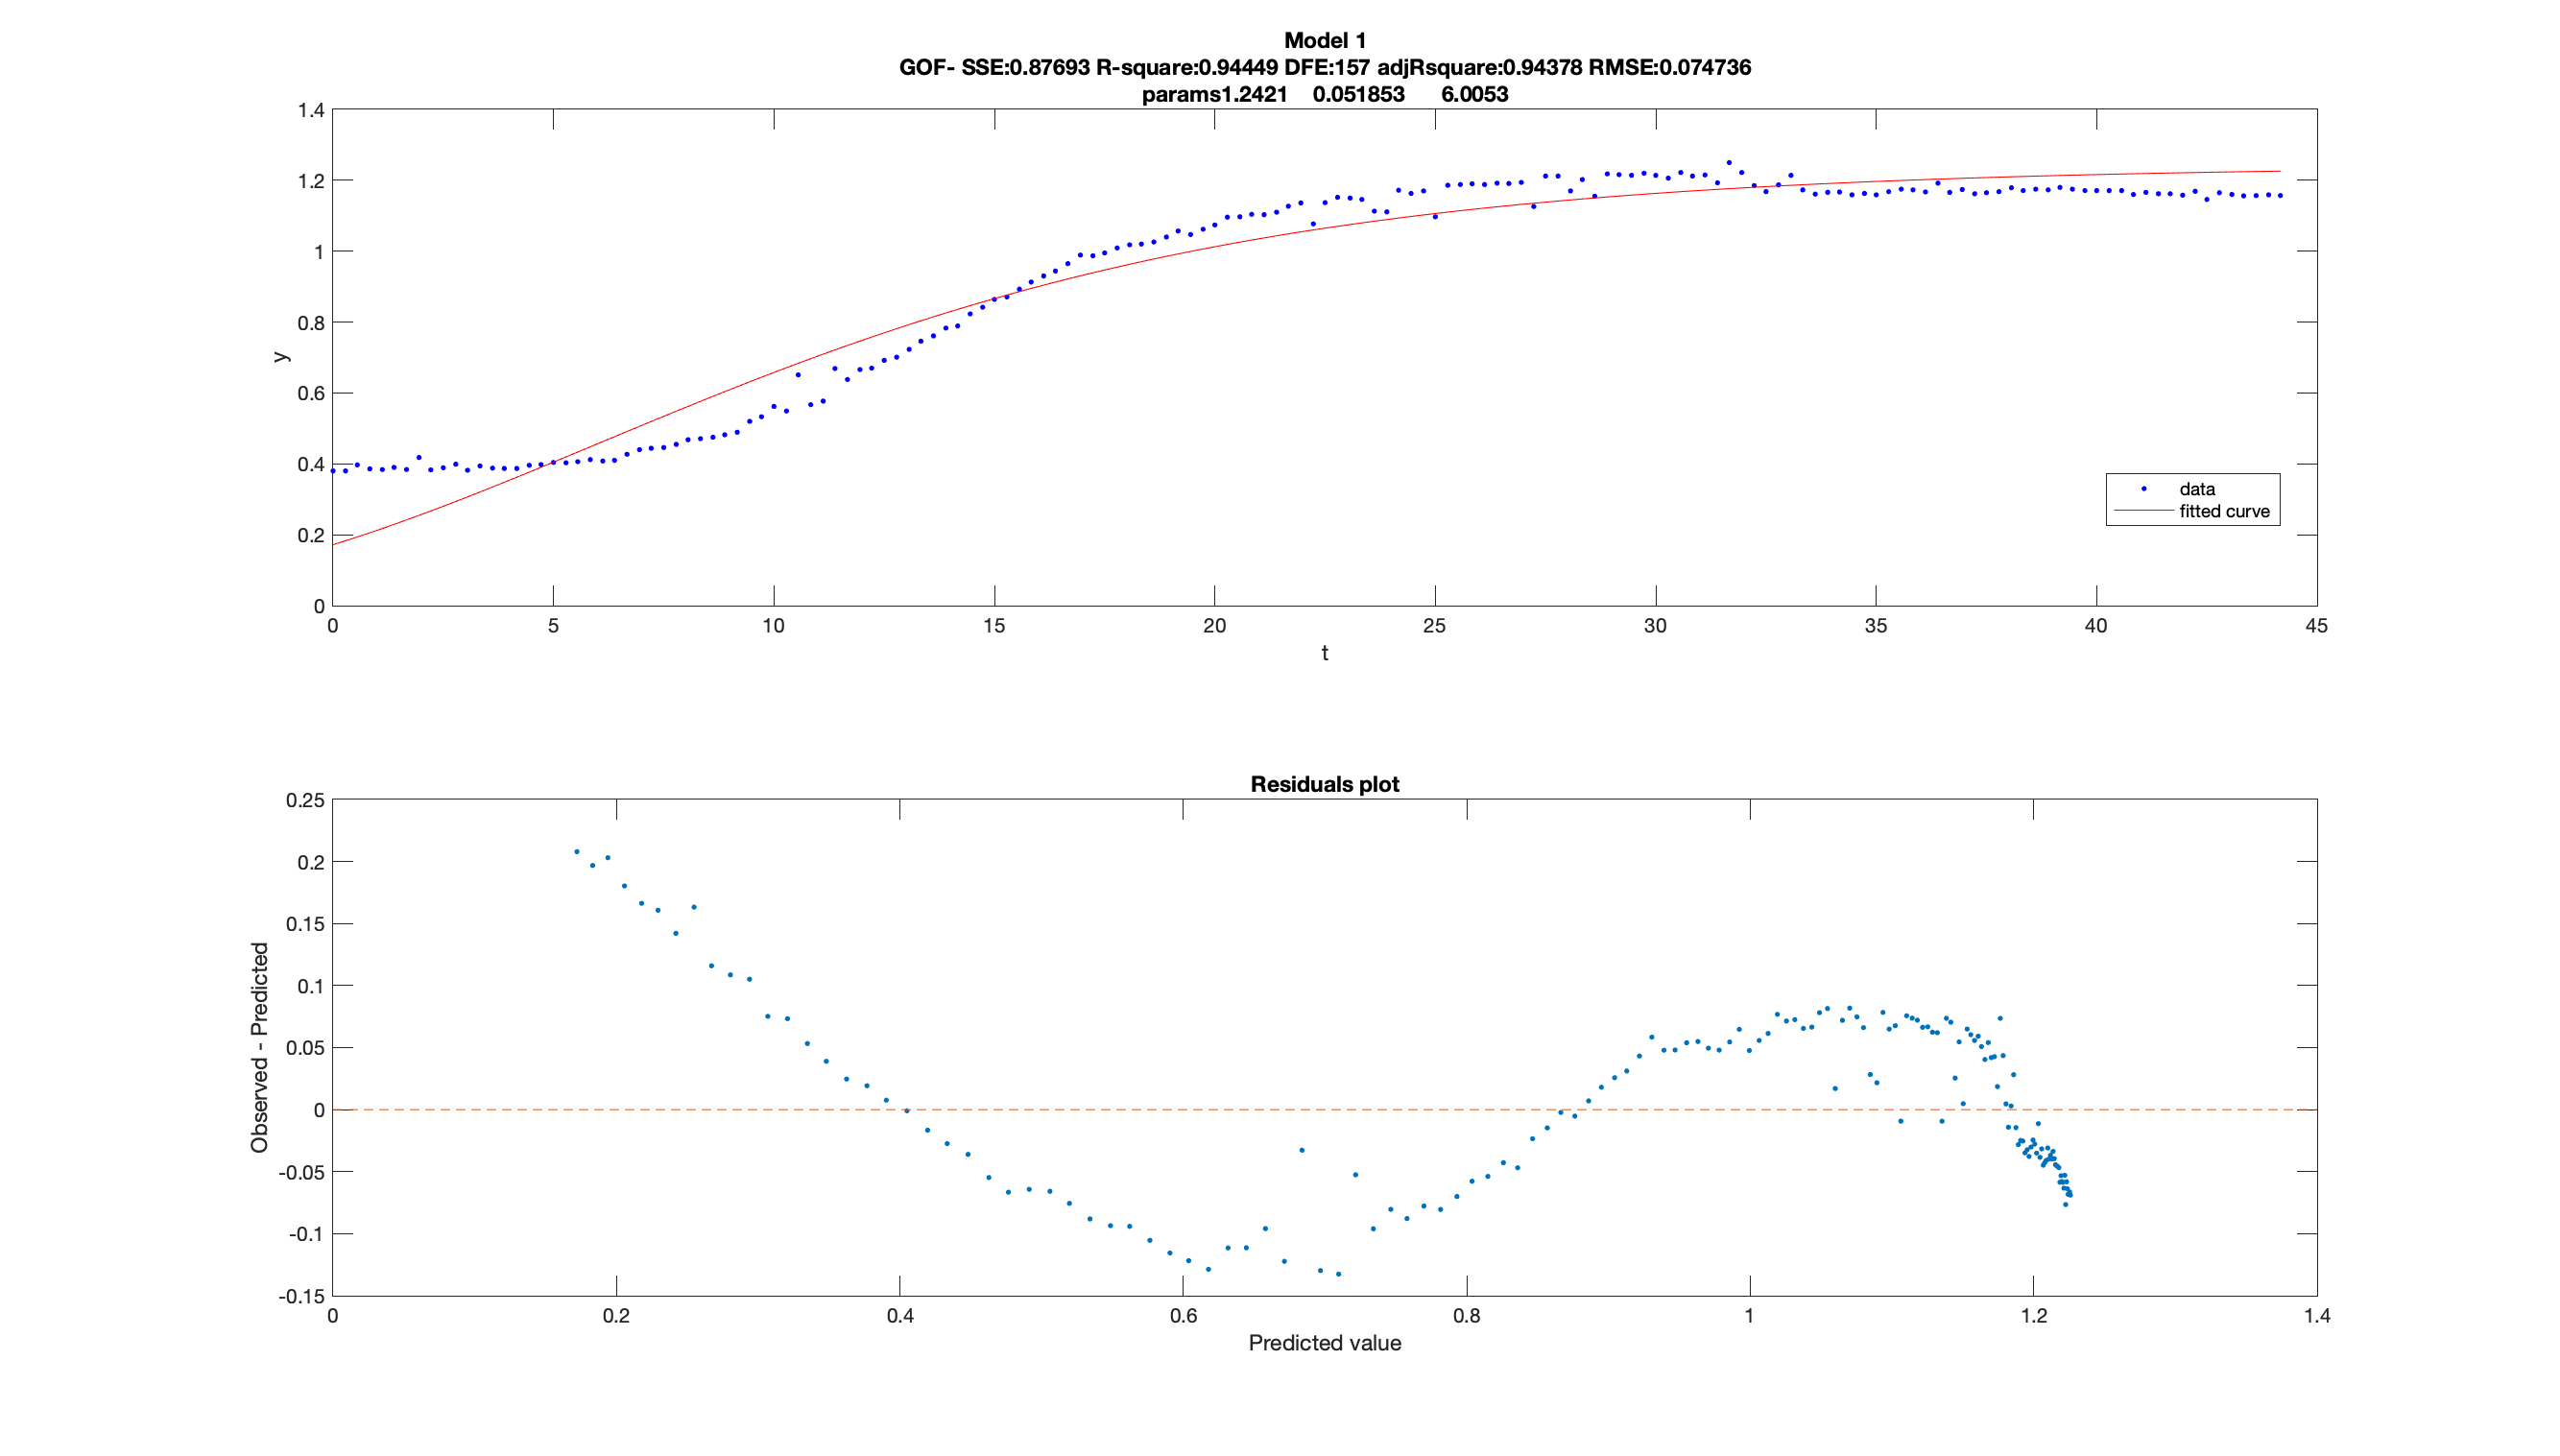 Model 1
GOF- SSE:0.87693 R-square:0.94449 DFE:157 adjRsquare:0.94378 RMSE:0.074736
params1.2421 0.051853 6.0053
1.4
1.2
1
0.8
0.6
0.4
0.2
0
y
0 5 10 15 20 25 30 35 40 45
t
data
fitted curve
Residuals plot
0.25
0.2
0.15
0.1
0.05
0
-0.05
-0.1
-0.15
Observed - Predicted
0 0.2 0.4 0.6 0.8 1 1.2 1.4
Predicted value